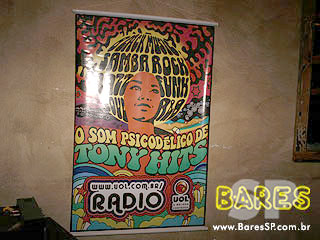 SAMBA ROCK
FUNK
O SOM PSICODÉLICO DE
TONY HITS
www.uol.com.br/
RADIO
UOL
BARES
SP
www.BaresSP.com.br